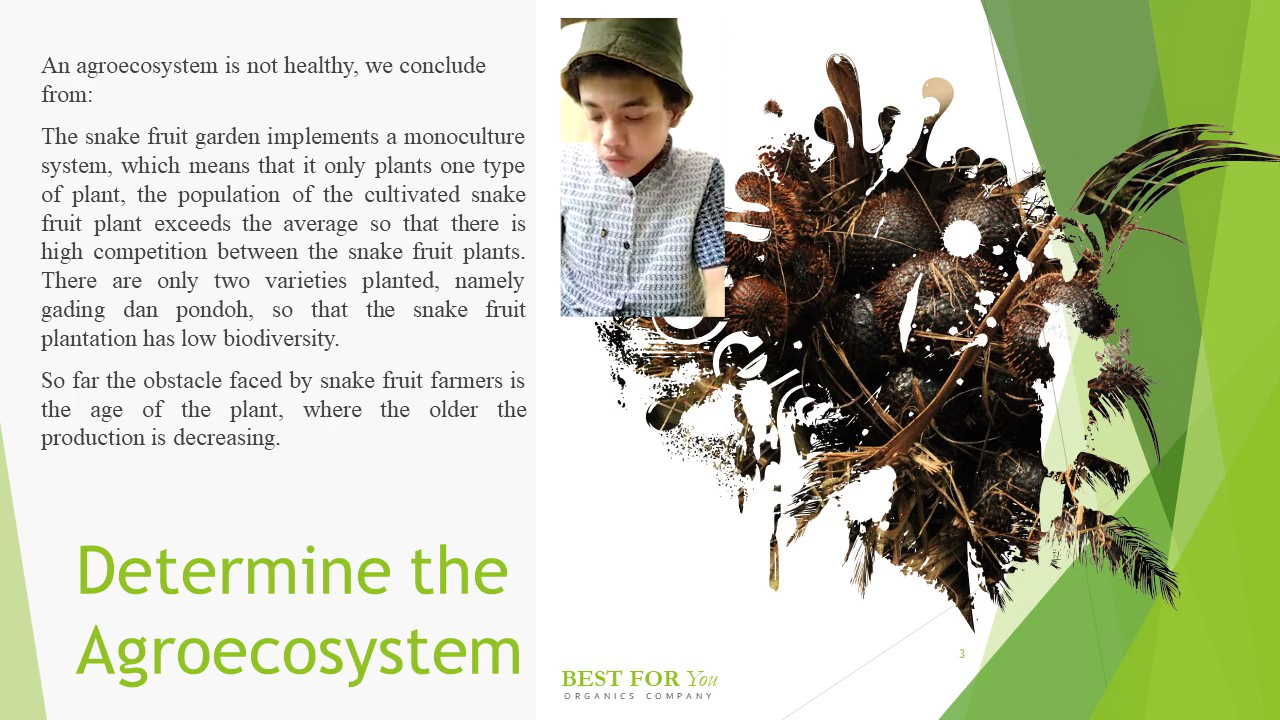 An agroecosystem is not healthy, we conclude
from:
The snake fruit garden implements a monoculture
system, which means that it only plants one type
of plant, the population of the cultivated snake
fruit plant exceeds the average so that there is
high competition between the snake fruit plants.
There are only two varieties planted, namely
gading dan pondoh, so that the snake fruit
plantation has low biodiversity.
So far the obstacle faced by snake fruit farmers is
the age of the plant, where the older the
production is decreasing.
Determine the
Agroecosystem
3
BEST FOR You
ORGANICS COMPANY